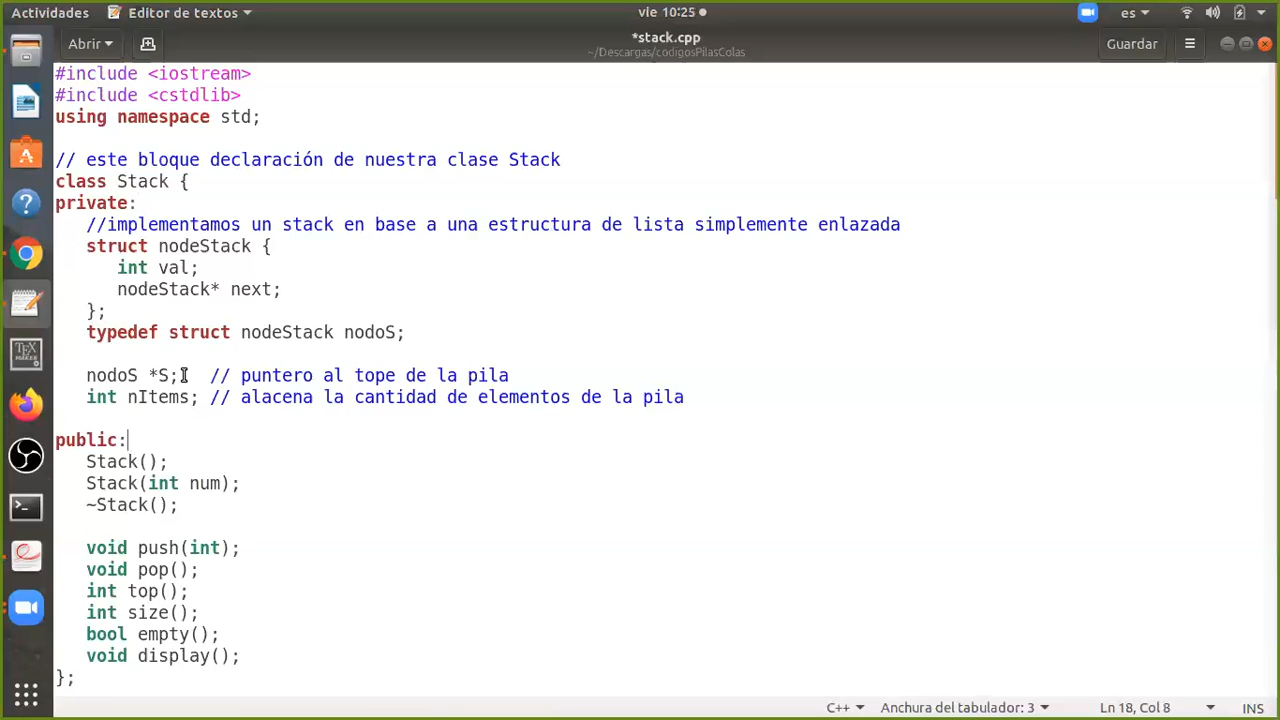 Actividades
Editor de textos
vie 10:25
es
Abrir
*stack.cpp
~/Descargas/codigosPilasColas
Guardar
#include <iostream>
#include <cstdlib>
using namespace std;
// este bloque declaración de nuestra clase Stack
class Stack {
private:
//implementamos un stack en base a una estructura de lista simplemente enlazada
struct nodeStack {
int val;
nodeStack* next;
};
typedef struct nodeStack nodoS;
nodoS *S; // puntero al tope de la pila
int nItems; // alacena la cantidad de elementos de la pila
public:
Stack();
Stack(int num);
~Stack();
void push(int);
void pop();
int top();
int size();
bool empty();
void display();
};
C++
Anchura del tabulador: 3
Ln 18, Col 8
INS